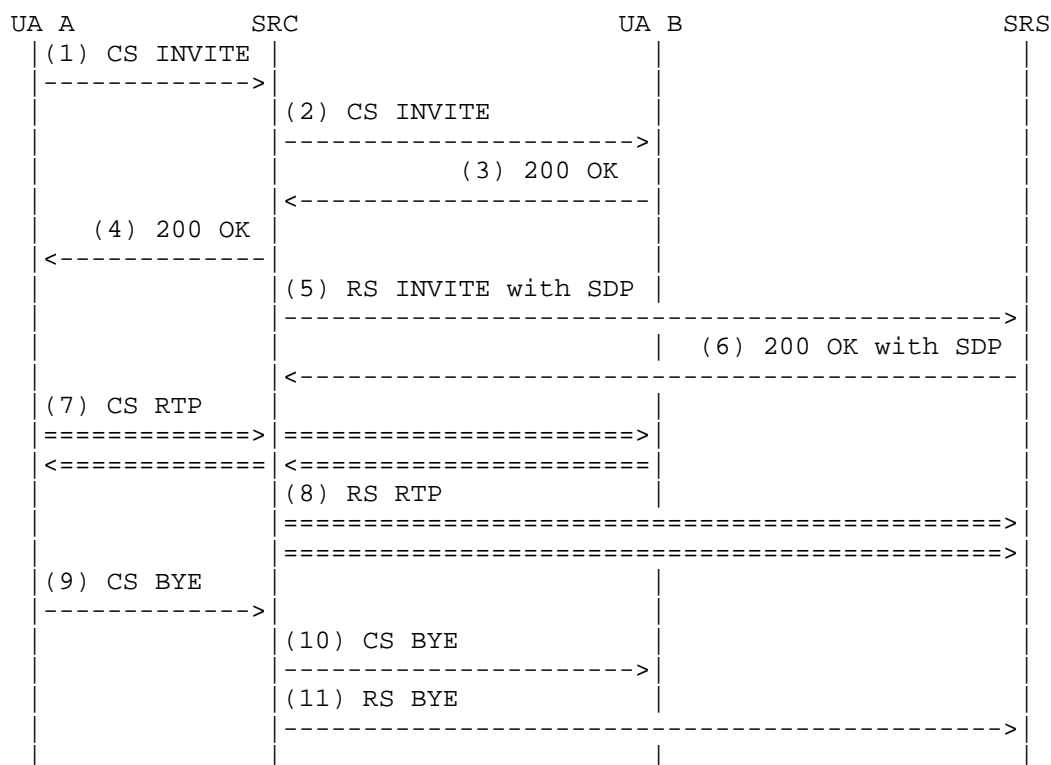 UA A SRC UA B SRS
(1) CS INVITE
(2) CS INVITE
(3) 200 OK
(4) 200 OK
(5) RS INVITE with SDP
(6) 200 OK with SDP
(7) CS RTP
(8) RS RTP
(9) CS BYE
(10) CS BYE
(11) RS BYE